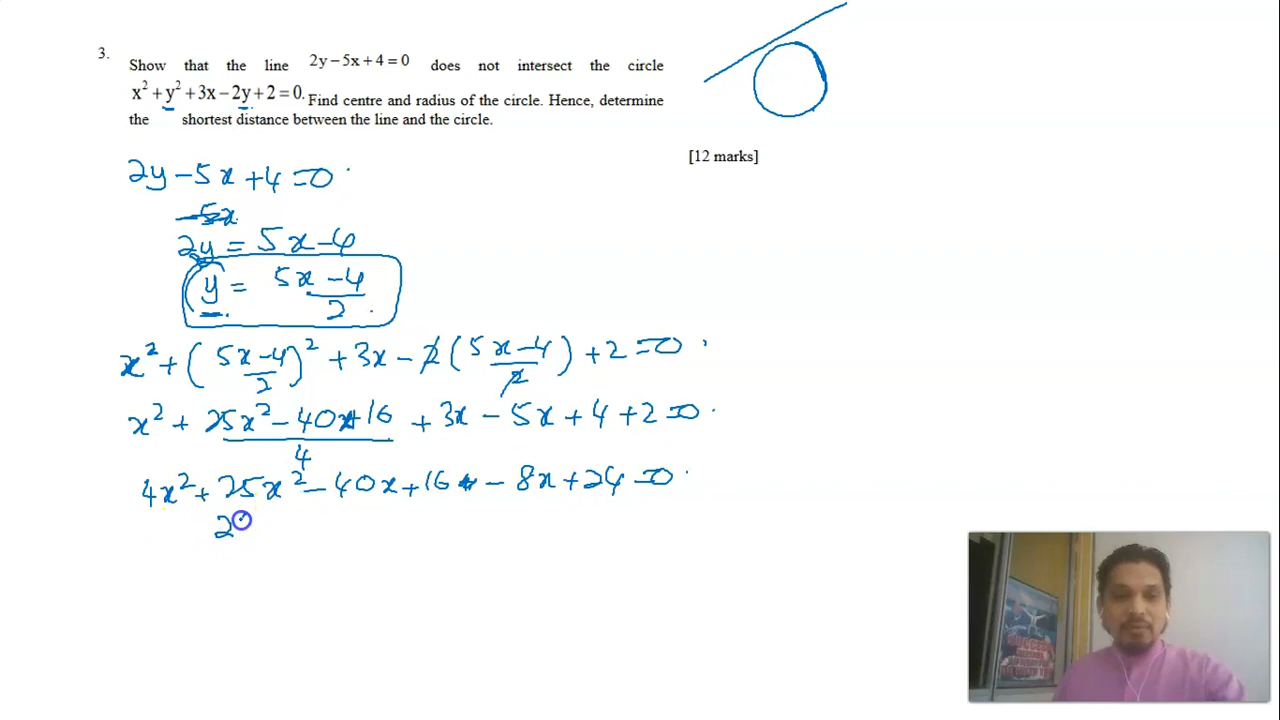 3.
Show that the line 2y − 5x + 4 = 0 does not intersect the circle
x² + y² + 3x − 2y + 2 = 0. Find centre and radius of the circle. Hence, determine
the shortest distance between the line and the circle.
[12 marks]
2y − 5x + 4 = 0
−5x
2y = 5x − 4
y = (5x − 4)/2
x² + ((5x − 4)/2)² + 3x − 2((5x − 4)/2) + 2 = 0
x² + (25x² − 40x + 16)/4 + 3x − 5x + 4 + 2 = 0
4x² + 25x² − 40x + 16 − 8x + 24 = 0
2
SUCCESS